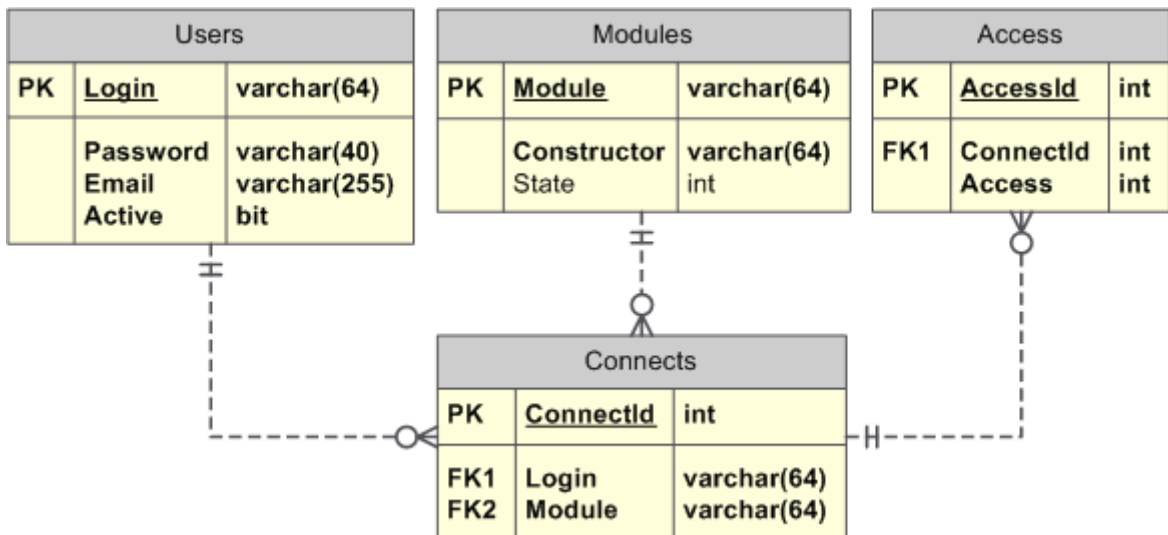 Users
PK Login varchar(64)
Password varchar(40)
Email varchar(255)
Active bit
Modules
PK Module varchar(64)
Constructor varchar(64)
State int
Access
PK AccessId int
FK1 ConnectId int
Access int
Connects
PK ConnectId int
FK1 Login varchar(64)
FK2 Module varchar(64)